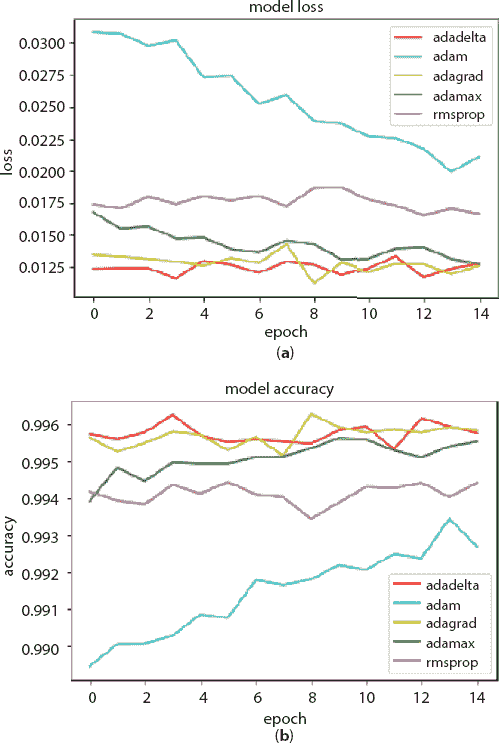 model loss
0.0300
0.0275
0.0250
0.0225
0.0200
0.0175
0.0150
0.0125
loss
adadelta
adam
adagrad
adamax
rmsprop
0 2 4 6 8 10 12 14
epoch
(a)
model accuracy
0.996
0.995
0.994
0.993
0.992
0.991
0.990
accuracy
adadelta
adam
adagrad
adamax
rmsprop
0 2 4 6 8 10 12 14
epoch
(b)